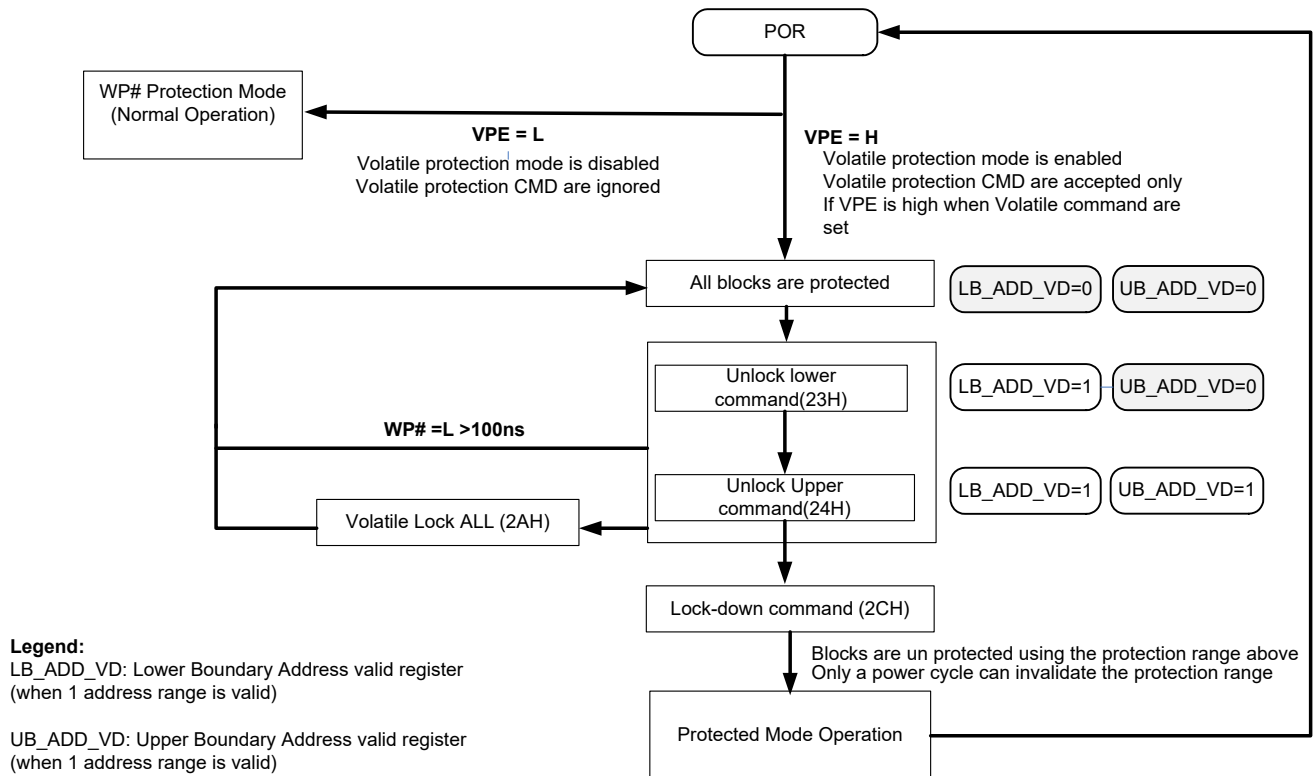 POR
WP# Protection Mode
(Normal Operation)
VPE = L
Volatile protection mode is disabled
Volatile protection CMD are ignored
VPE = H
Volatile protection mode is enabled
Volatile protection CMD are accepted only
If VPE is high when Volatile command are
set
All blocks are protected
LB_ADD_VD=0
UB_ADD_VD=0
Unlock lower
command(23H)
LB_ADD_VD=1
UB_ADD_VD=0
WP# =L >100ns
Unlock Upper
command(24H)
LB_ADD_VD=1
UB_ADD_VD=1
Volatile Lock ALL (2AH)
Lock-down command (2CH)
Blocks are un protected using the protection range above
Only a power cycle can invalidate the protection range
Protected Mode Operation
Legend:
LB_ADD_VD: Lower Boundary Address valid register
(when 1 address range is valid)
UB_ADD_VD: Upper Boundary Address valid register
(when 1 address range is valid)